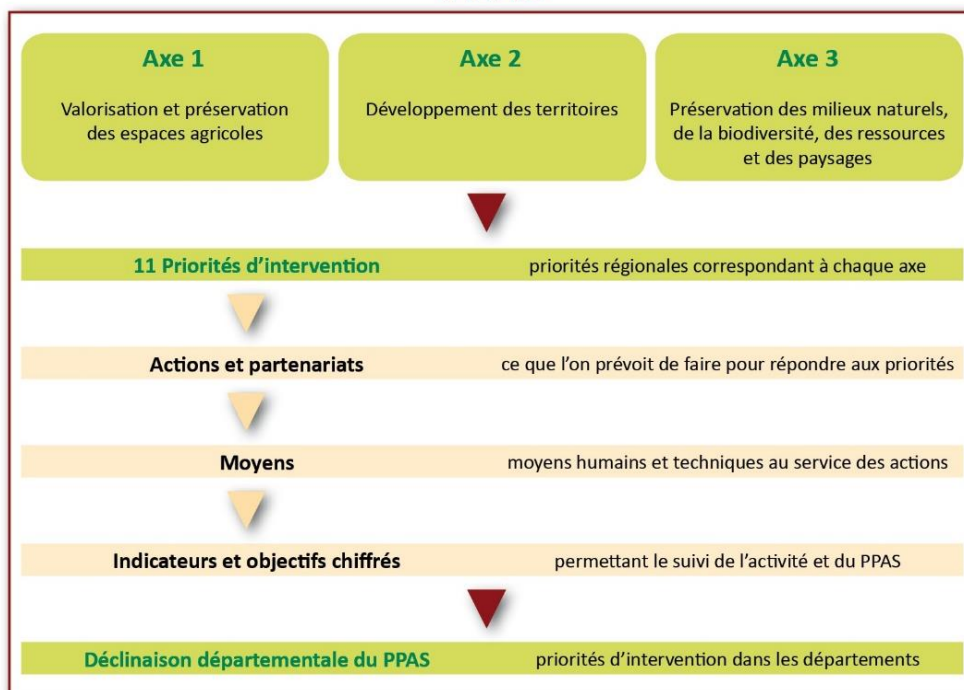 Axe 1
Valorisation et préservation
des espaces agricoles
Axe 2
Développement des territoires
Axe 3
Préservation des milieux naturels,
de la biodiversité, des ressources
et des paysages
11 Priorités d’intervention
priorités régionales correspondant à chaque axe
Actions et partenariats
ce que l’on prévoit de faire pour répondre aux priorités
Moyens
moyens humains et techniques au service des actions
Indicateurs et objectifs chiffrés
permettant le suivi de l’activité et du PPAS
Déclinaison départementale du PPAS
priorités d’intervention dans les départements